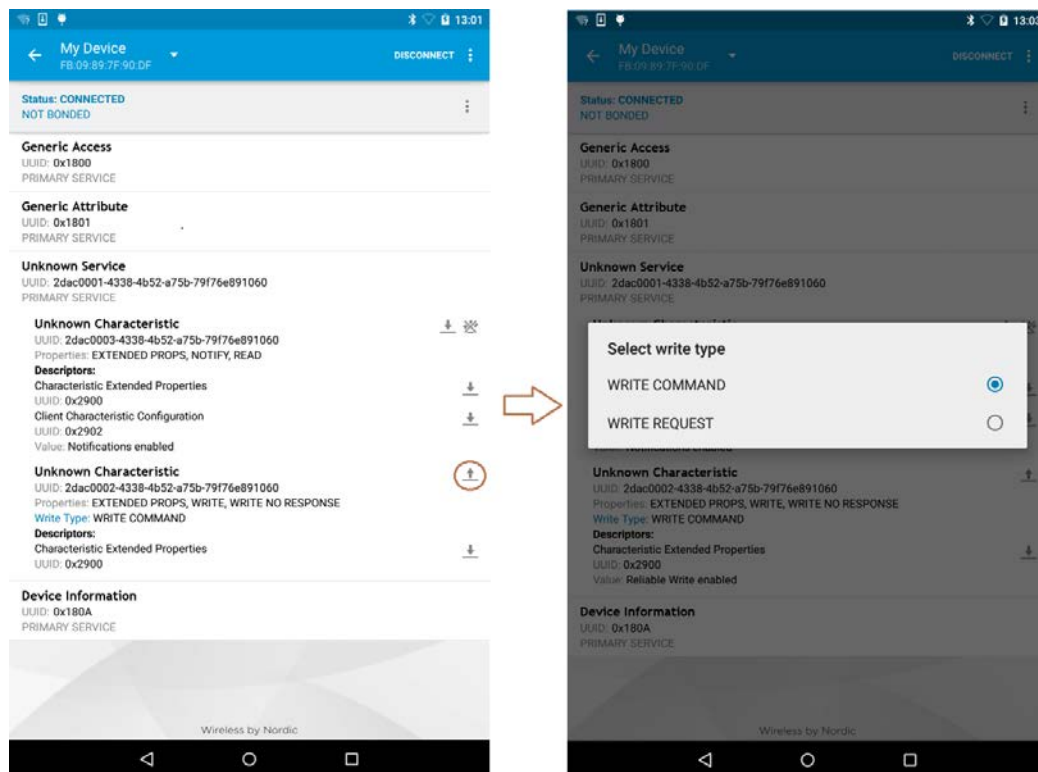 13:01
My Device
FB:09:89:7F:90:DF
DISCONNECT
Status: CONNECTED
NOT BONDED
Generic Access
UUID: 0x1800
PRIMARY SERVICE
Generic Attribute
UUID: 0x1801
PRIMARY SERVICE
Unknown Service
UUID: 2dac0001-4338-4b52-a75b-79f76e891060
PRIMARY SERVICE
Unknown Characteristic
UUID: 2dac0003-4338-4b52-a75b-79f76e891060
Properties: EXTENDED PROPS, NOTIFY, READ
Descriptors:
Characteristic Extended Properties
UUID: 0x2900
Client Characteristic Configuration
UUID: 0x2902
Value: Notifications enabled
Unknown Characteristic
UUID: 2dac0002-4338-4b52-a75b-79f76e891060
Properties: EXTENDED PROPS, WRITE, WRITE NO RESPONSE
Write Type: WRITE COMMAND
Descriptors:
Characteristic Extended Properties
UUID: 0x2900
Device Information
UUID: 0x180A
PRIMARY SERVICE
Wireless by Nordic
13:03
My Device
FB:09:89:7F:90:DF
DISCONNECT
Status: CONNECTED
NOT BONDED
Generic Access
UUID: 0x1800
PRIMARY SERVICE
Generic Attribute
UUID: 0x1801
PRIMARY SERVICE
Unknown Service
UUID: 2dac0001-4338-4b52-a75b-79f76e891060
PRIMARY SERVICE
Select write type
WRITE COMMAND
WRITE REQUEST
Unknown Characteristic
UUID: 2dac0002-4338-4b52-a75b-79f76e891060
Properties: EXTENDED PROPS, WRITE, WRITE NO RESPONSE
Write Type: WRITE COMMAND
Descriptors:
Characteristic Extended Properties
UUID: 0x2900
Value: Reliable Write enabled
Device Information
UUID: 0x180A
PRIMARY SERVICE
Wireless by Nordic